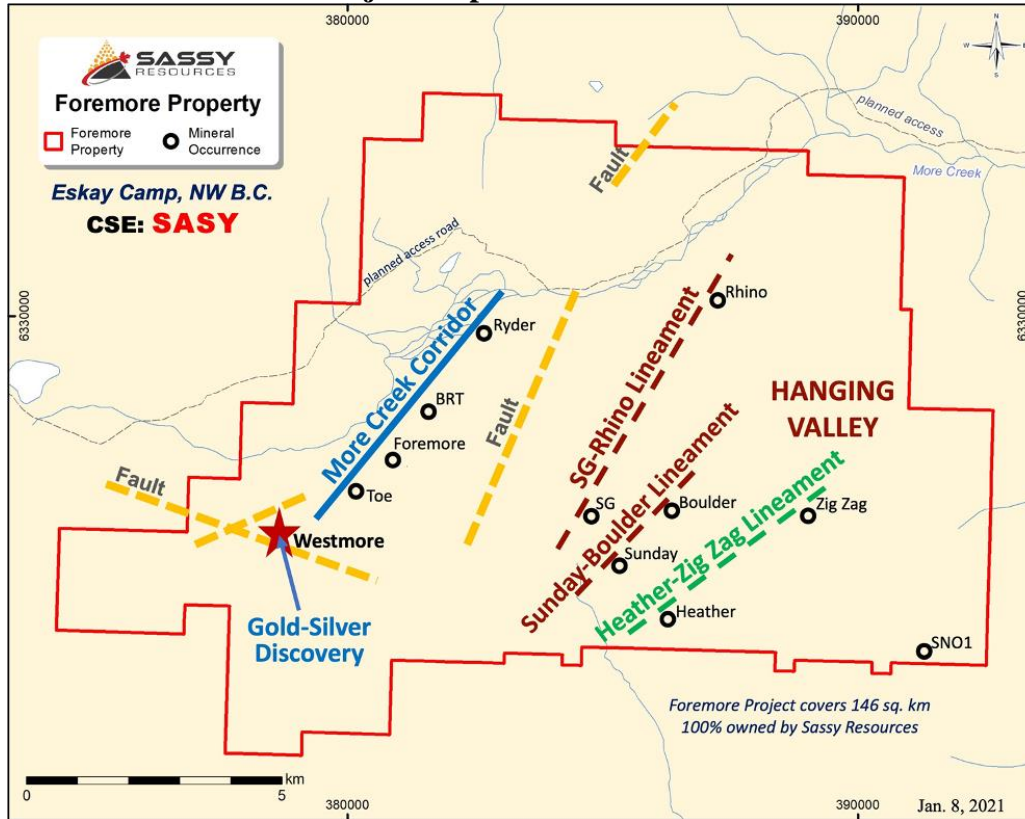 380000
390000
SASSY
RESOURCES
Foremore Property
Foremore
Property
Mineral
Occurrence
Eskay Camp, NW B.C.
CSE: SASY
N
W
E
S
planned access
More Creek
Fault
planned access road
6330000
6330000
Rhino
Ryder
More Creek Corridor
BRT
Fault
SG-Rhino Lineament
HANGING
VALLEY
Foremore
Toe
Fault
Westmore
SG
Boulder
Zig Zag
Sunday-Boulder Lineament
Sunday
Heather-Zig Zag Lineament
Heather
Gold-Silver
Discovery
SNO1
Foremore Project covers 146 sq. km
100% owned by Sassy Resources
km
0
5
380000
390000
Jan. 8, 2021